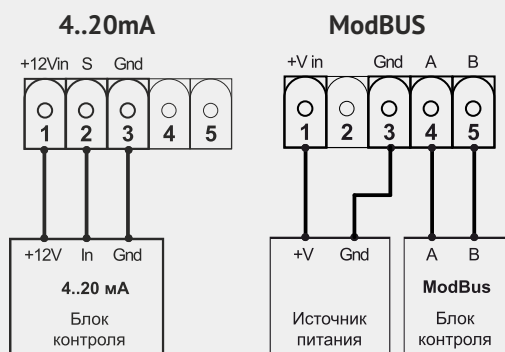 4..20mA
+12Vin S Gnd
1 2 3 4 5
+12V In Gnd
4..20 мА
Блок
контроля
ModBUS
+V in Gnd A B
1 2 3 4 5
+V Gnd
Источник
питания
A B
ModBus
Блок
контроля